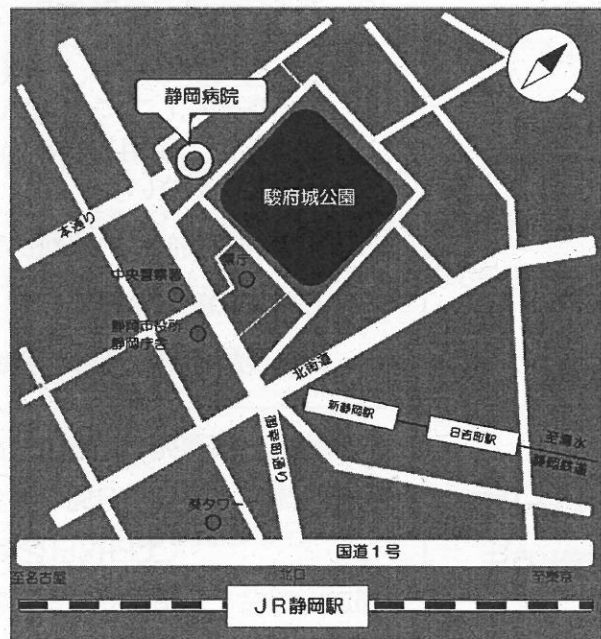 静岡病院
駿府城公園
本通り
県庁
中央警察署
静岡市役所
静岡庁舎
北街道
新静岡駅
日吉町駅
至清水
静岡鉄道
御幸通り
葵タワー
国道1号
至名古屋
北口
至東京
JR静岡駅